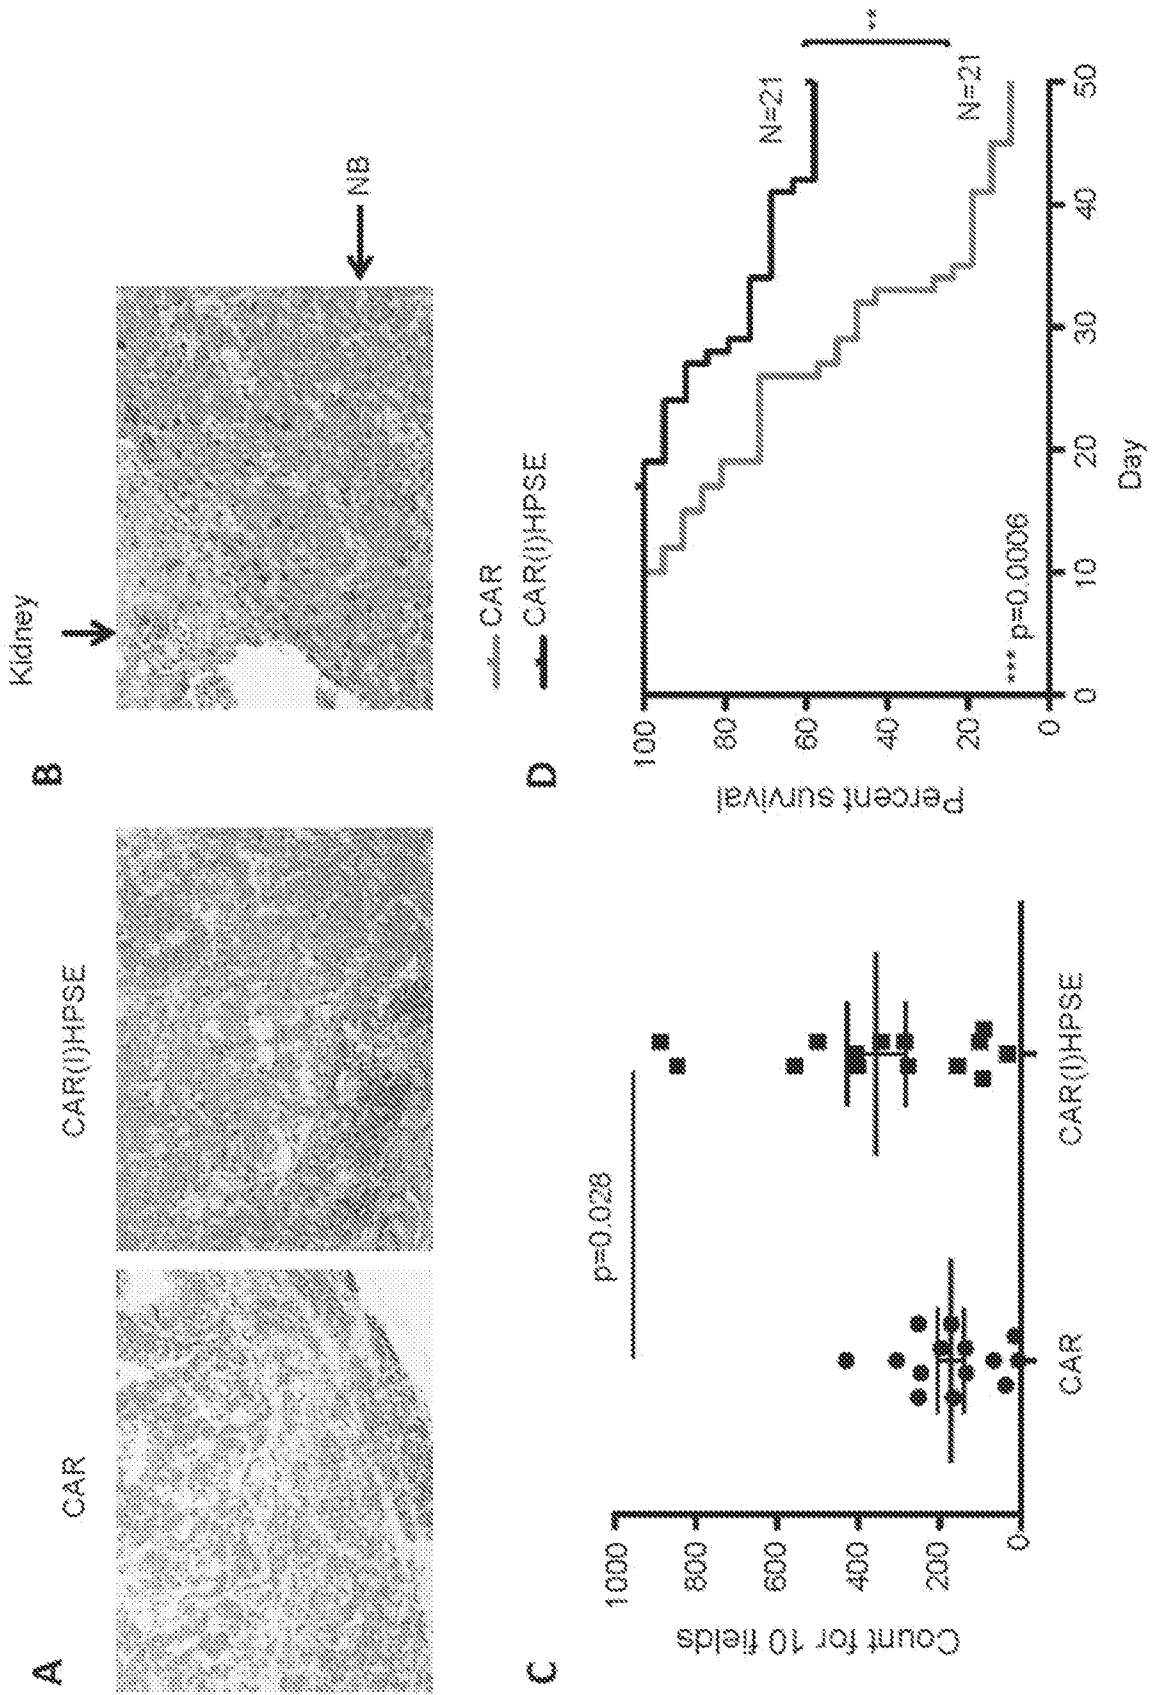 A
CAR
CAR(I)HPSE
B
Kidney
NB
C
Count for 10 fields
1000
800
600
400
200
0
p=0.028
CAR
CAR(I)HPSE
D
CAR
CAR(I)HPSE
Percent survival
100
80
60
40
20
0
N=21
N=21
**
*** p=0.0006
0
10
20
30
40
50
Day